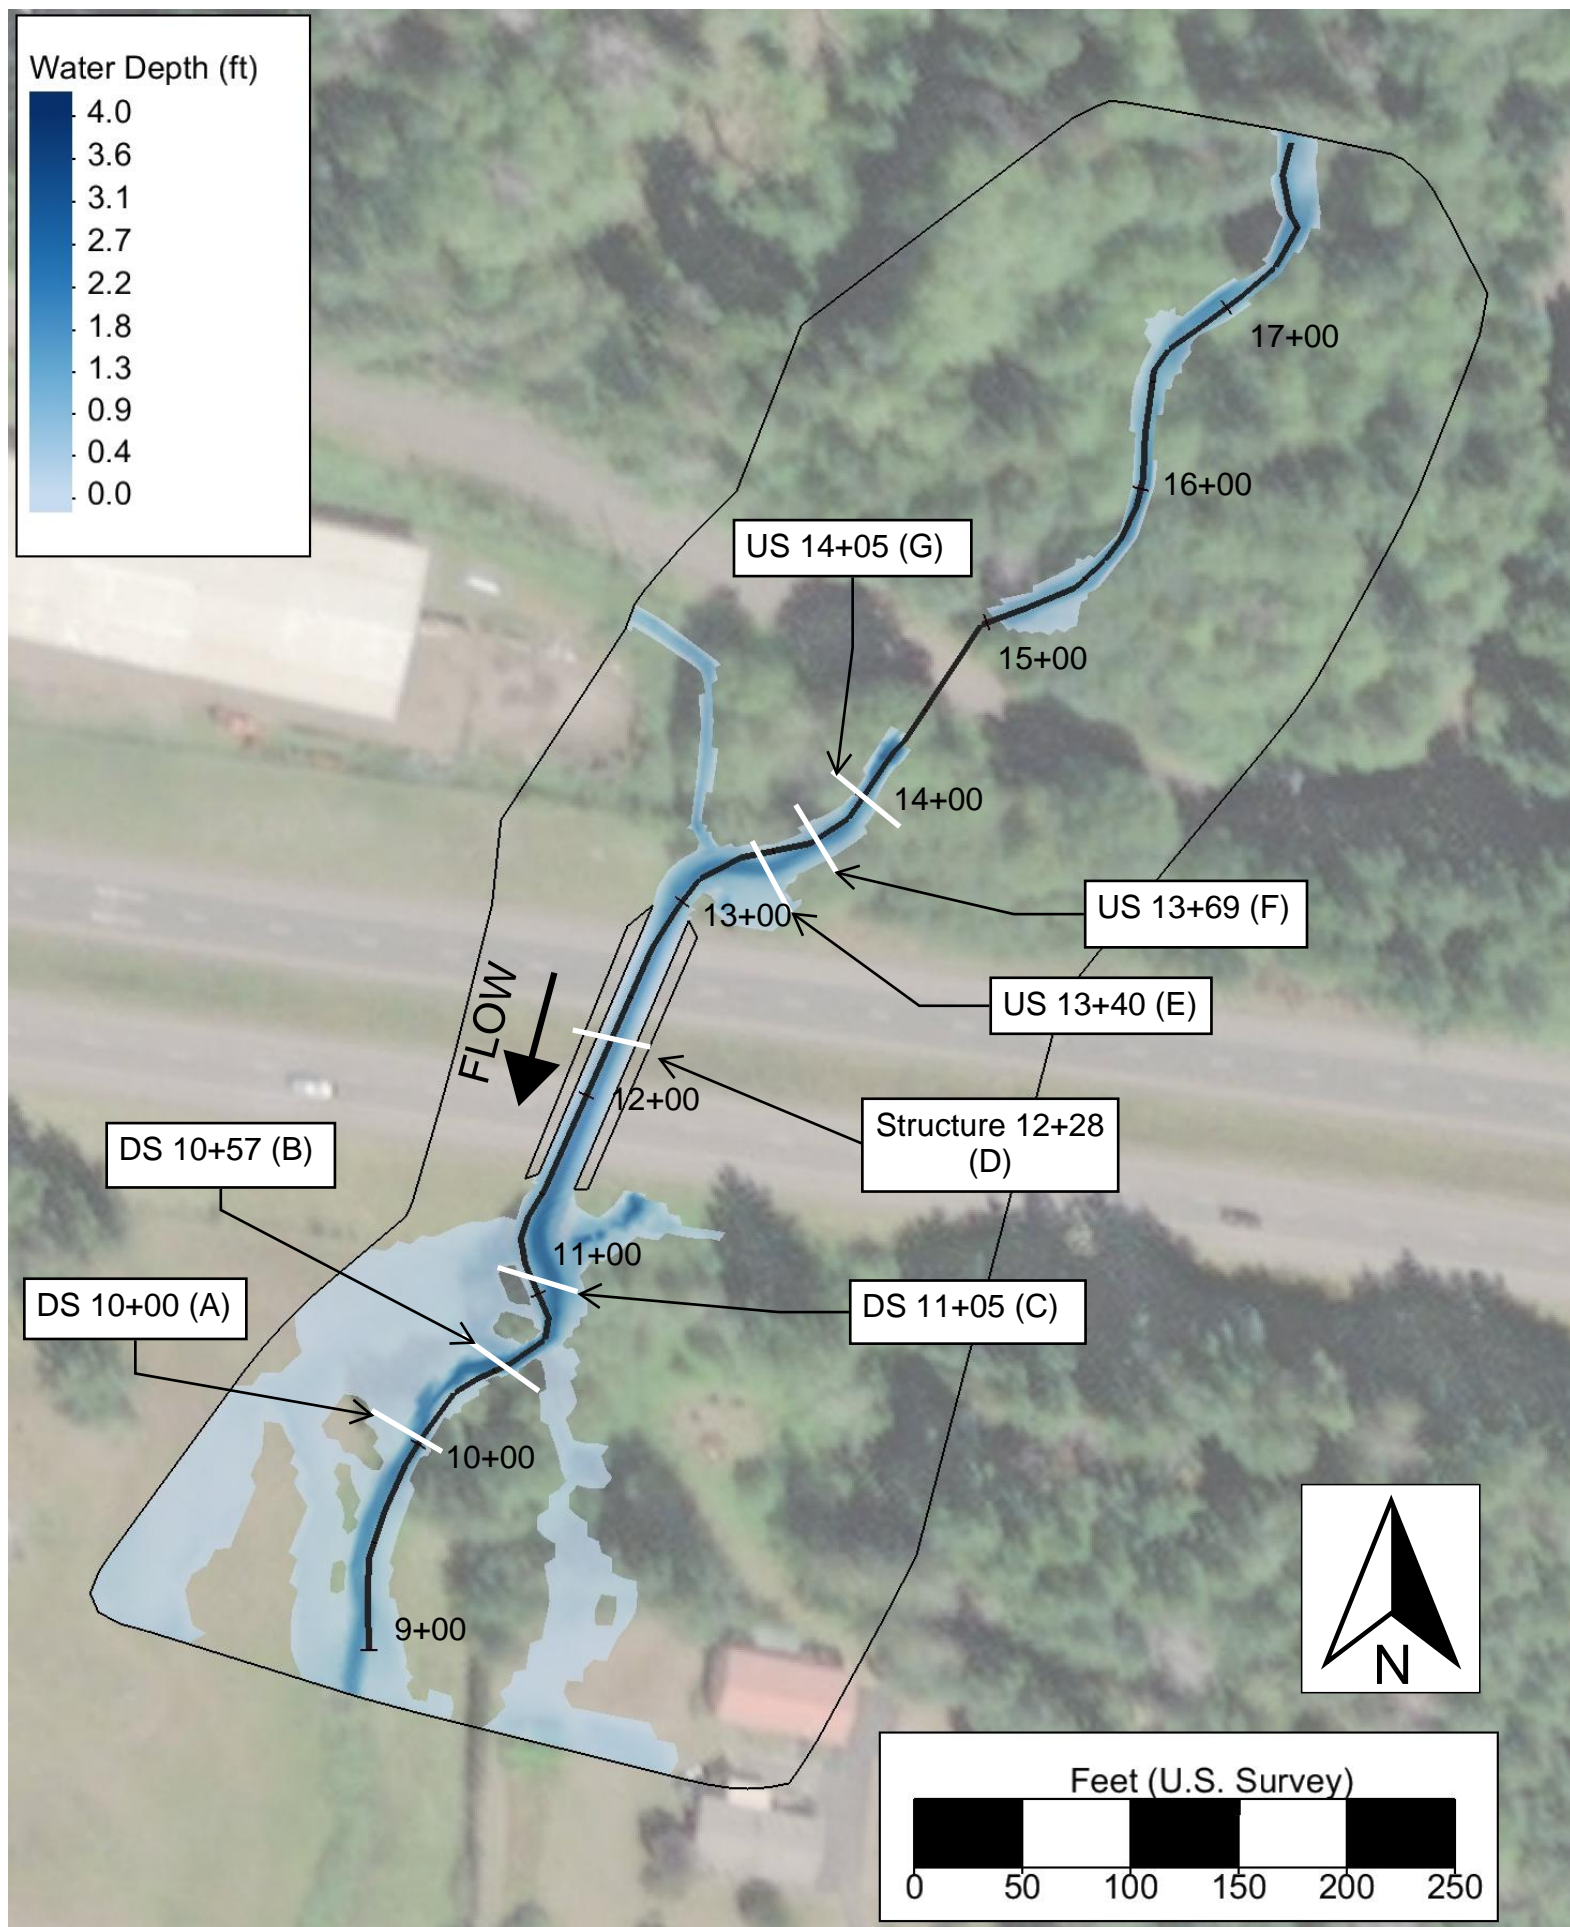 Water Depth (ft)
4.0
3.6
3.1
2.7
2.2
1.8
1.3
0.9
0.4
0.0
17+00
16+00
US 14+05 (G)
15+00
14+00
US 13+69 (F)
13+00
US 13+40 (E)
FLOW
12+00
Structure 12+28
(D)
DS 10+57 (B)
11+00
DS 10+00 (A)
DS 11+05 (C)
10+00
9+00
N
Feet (U.S. Survey)
0 50 100 150 200 250